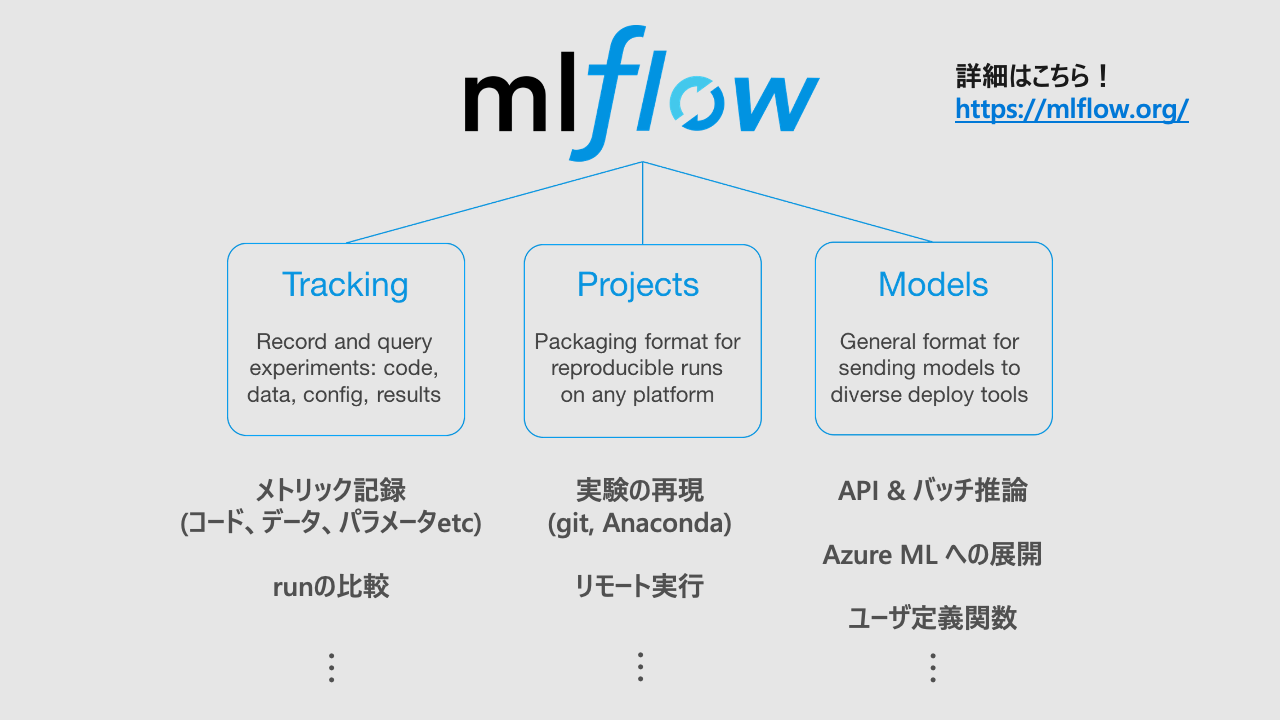 mlflow
詳細はこちら！
https://mlflow.org/
Tracking
Record and query
experiments: code,
data, config, results
Projects
Packaging format for
reproducible runs
on any platform
Models
General format for
sending models to
diverse deploy tools
メトリック記録
(コード、データ、パラメータetc)
runの比較
⋮
実験の再現
(git, Anaconda)
リモート実行
⋮
API & バッチ推論
Azure ML への展開
ユーザ定義関数
⋮